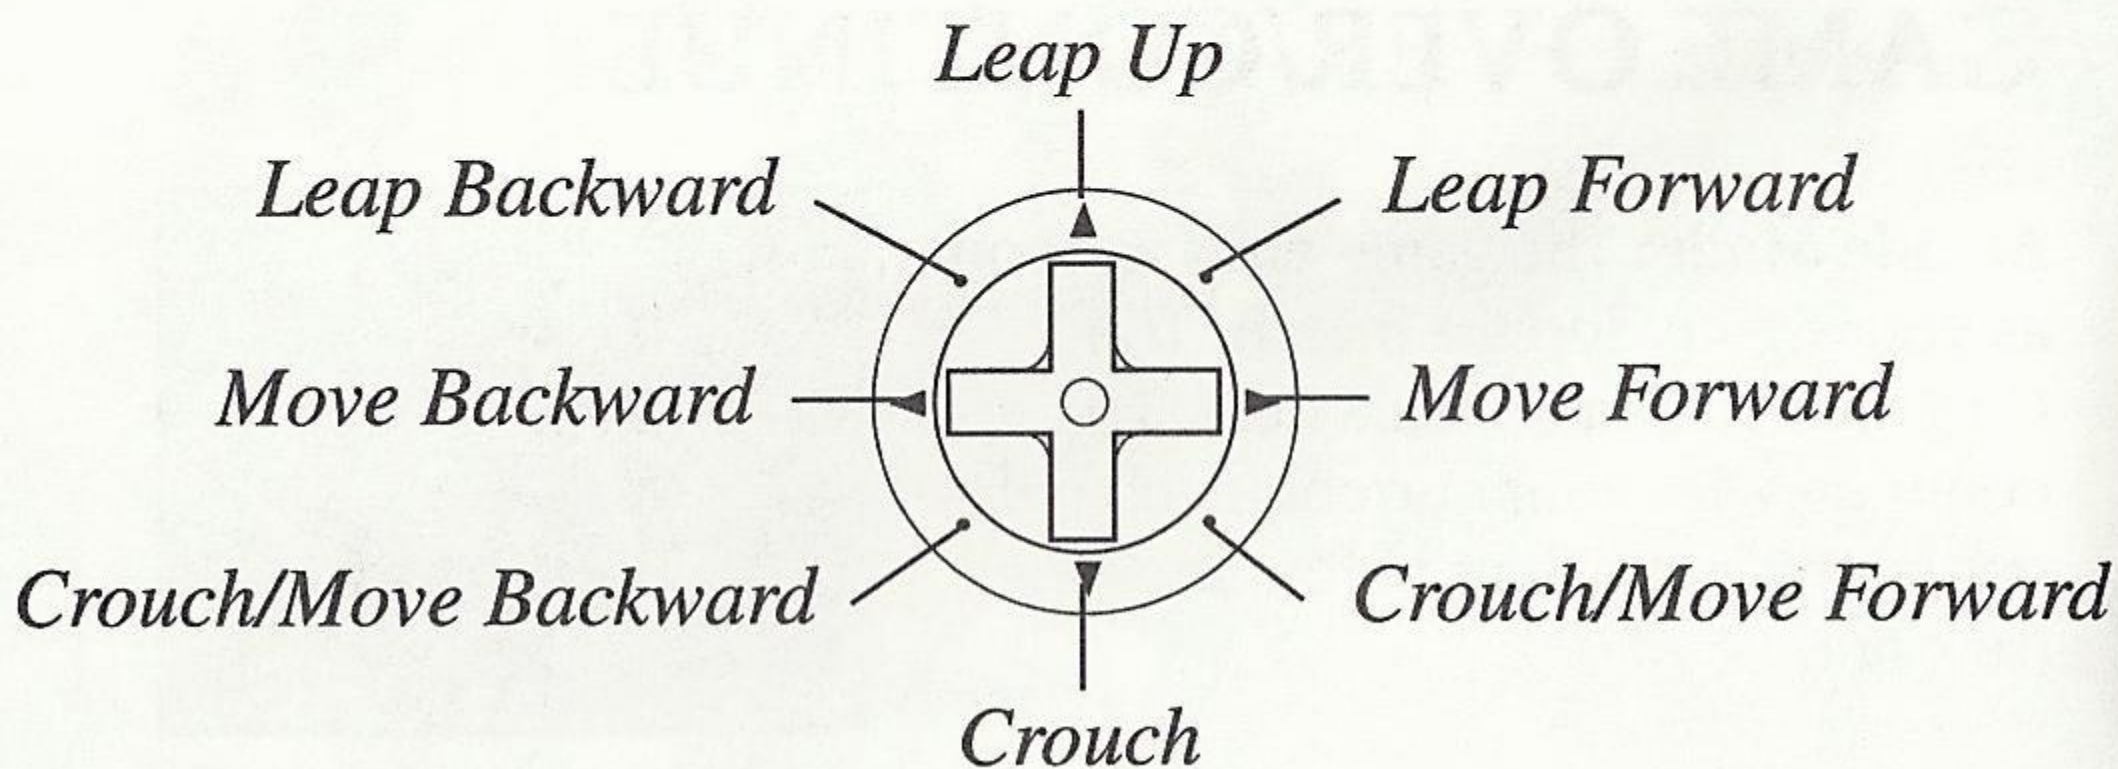 Leap Up
Leap Backward
Leap Forward
Move Backward
Move Forward
Crouch/Move Backward
Crouch/Move Forward
Crouch